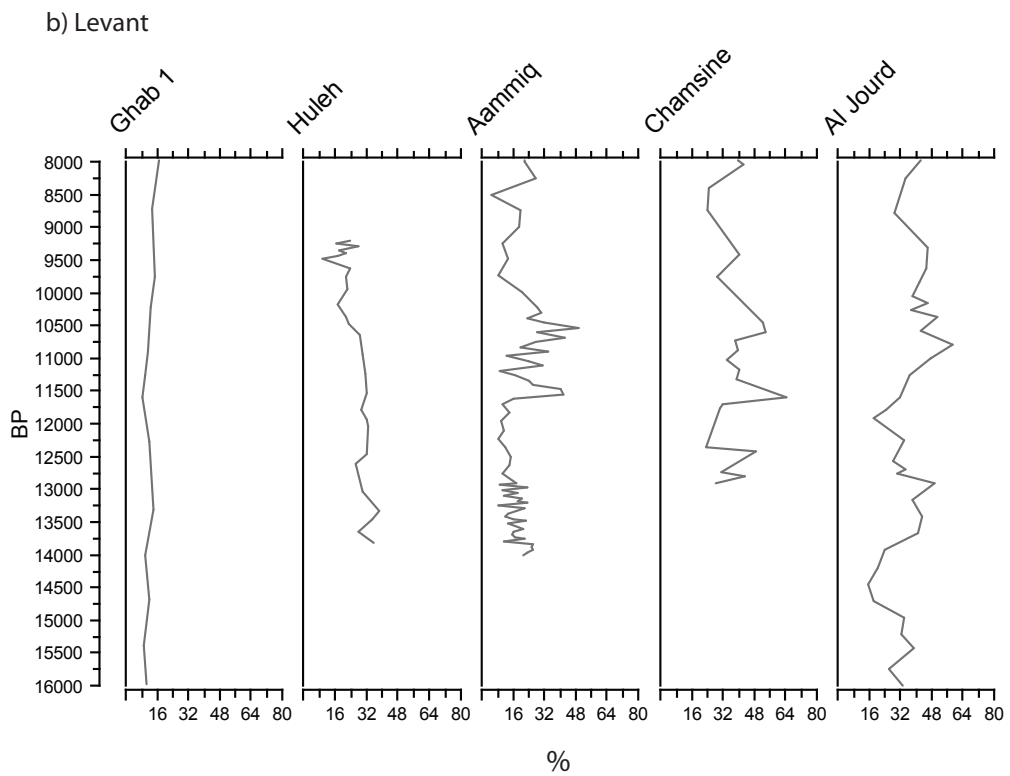 b) Levant
Ghab 1
Huleh
Aammiq
Chamsine
Al Jourd
8000
8500
9000
9500
10000
10500
11000
11500
12000
12500
13000
13500
14000
14500
15000
15500
16000
BP
16 32 48 64 80 16 32 48 64 80 16 32 48 64 80 16 32 48 64 80 16 32 48 64 80
%